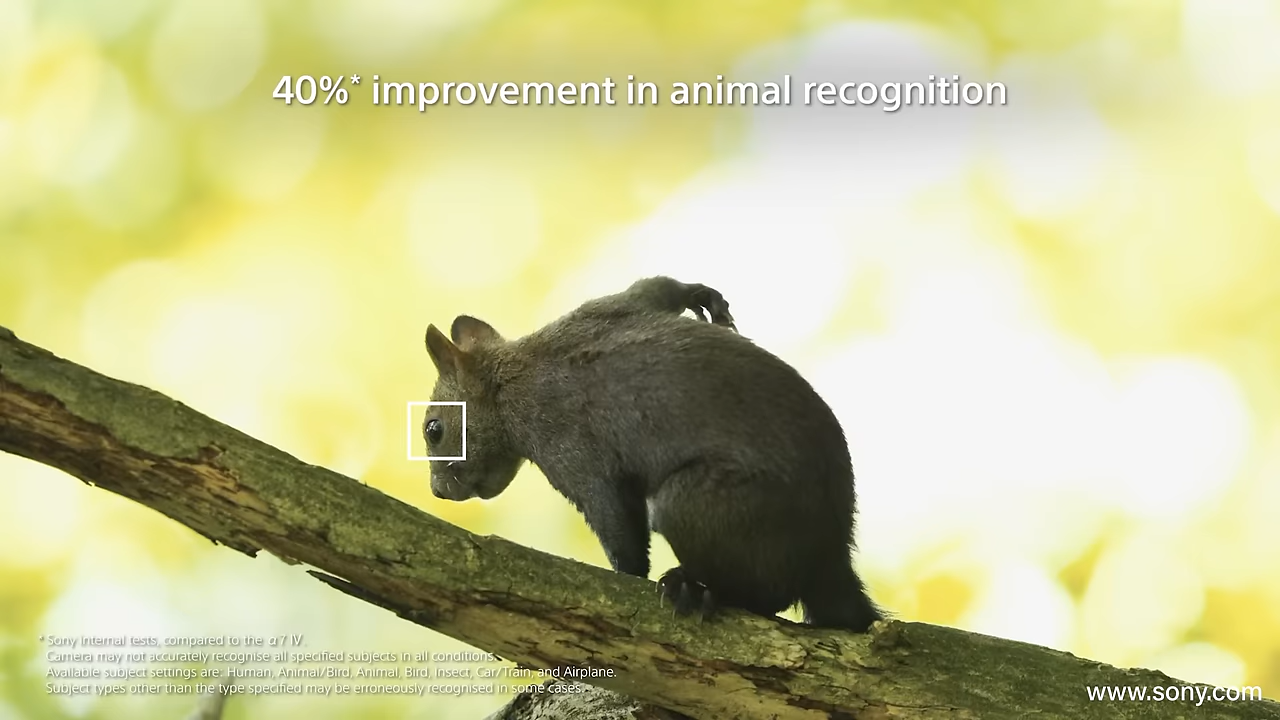 40%* improvement in animal recognition
* Sony internal tests, compared to the α7 IV.
Camera may not accurately recognise all specified subjects in all conditions.
Available subject settings are: Human, Animal/Bird, Animal, Bird, Insect, Car/Train, and Airplane.
Subject types other than the type specified may be erroneously recognised in some cases.
www.sony.com